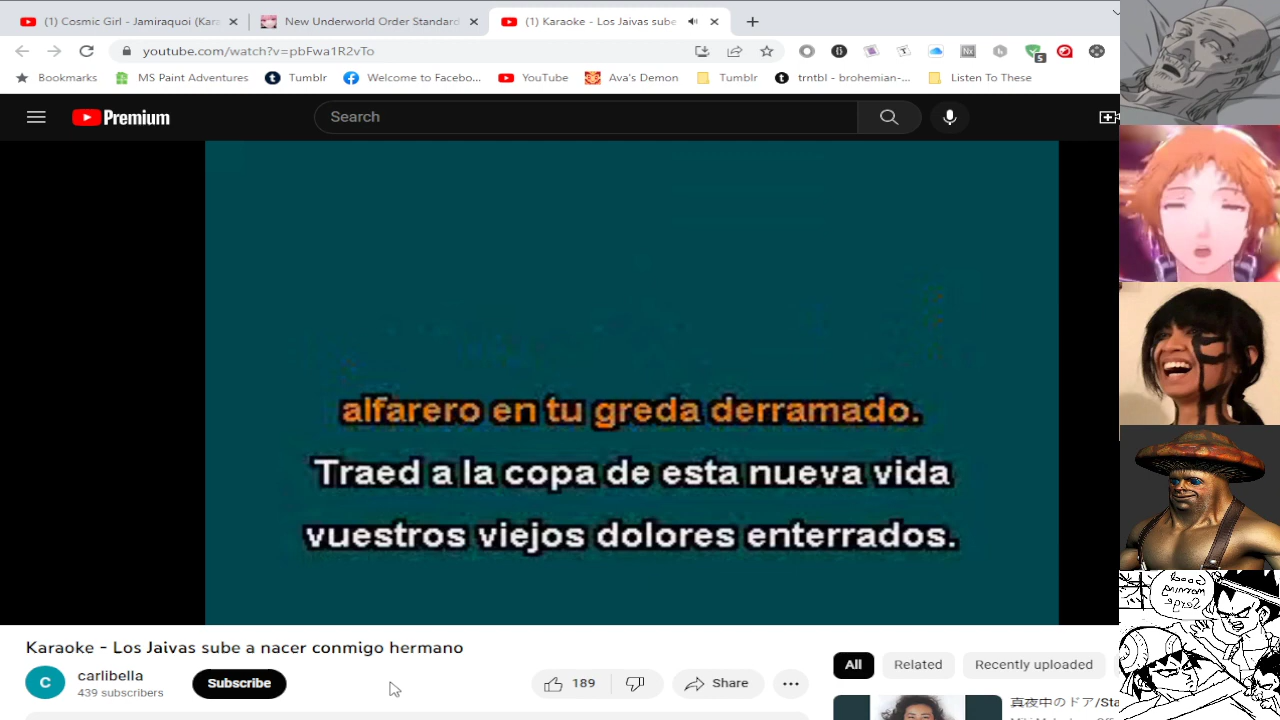 (1) Cosmic Girl - Jamiraquoi (Kara
New Underworld Order Standard
(1) Karaoke - Los Jaivas sube
youtube.com/watch?v=pbFwa1R2vTo
Bookmarks
MS Paint Adventures
Tumblr
Welcome to Facebo...
YouTube
Ava's Demon
Tumblr
trntbl - brohemian-...
Listen To These
Premium
Search
alfarero en tu greda derramado.
Traed a la copa de esta nueva vida
vuestros viejos dolores enterrados.
Karaoke - Los Jaivas sube a nacer conmigo hermano
C
carlibella
439 subscribers
Subscribe
189
Share
All
Related
Recently uploaded
真夜中のドア/Sta